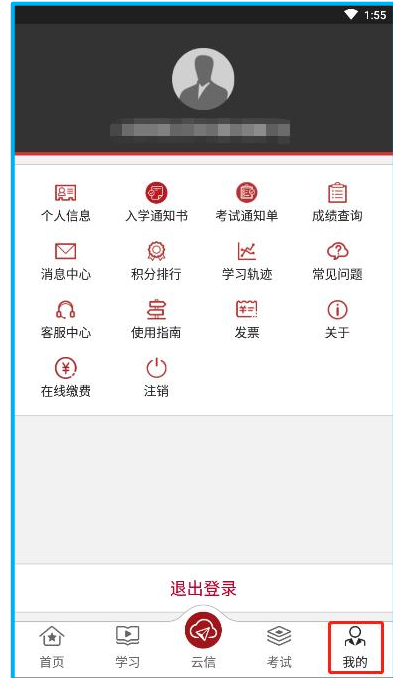 1:55
个人信息 入学通知书 考试通知单 成绩查询
消息中心 积分排行 学习轨迹 常见问题
客服中心 使用指南 发票 关于
在线缴费 注销
退出登录
首页 学习 云信 考试 我的